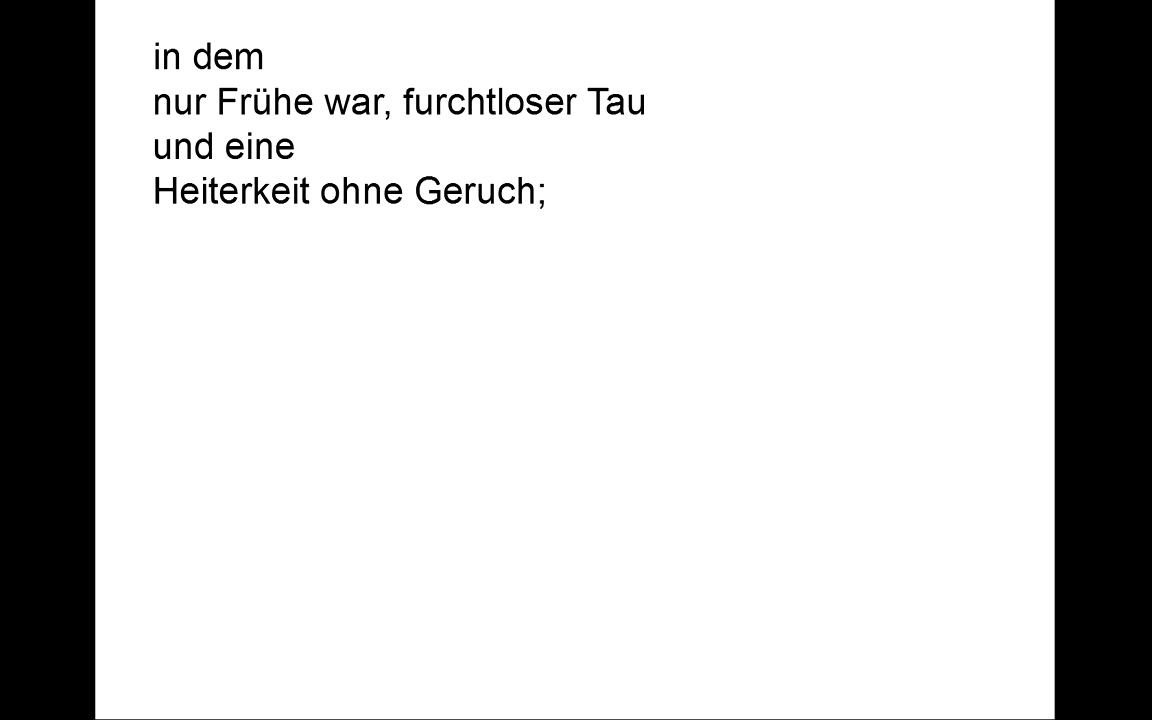 in dem
nur Frühe war, furchtloser Tau
und eine
Heiterkeit ohne Geruch;